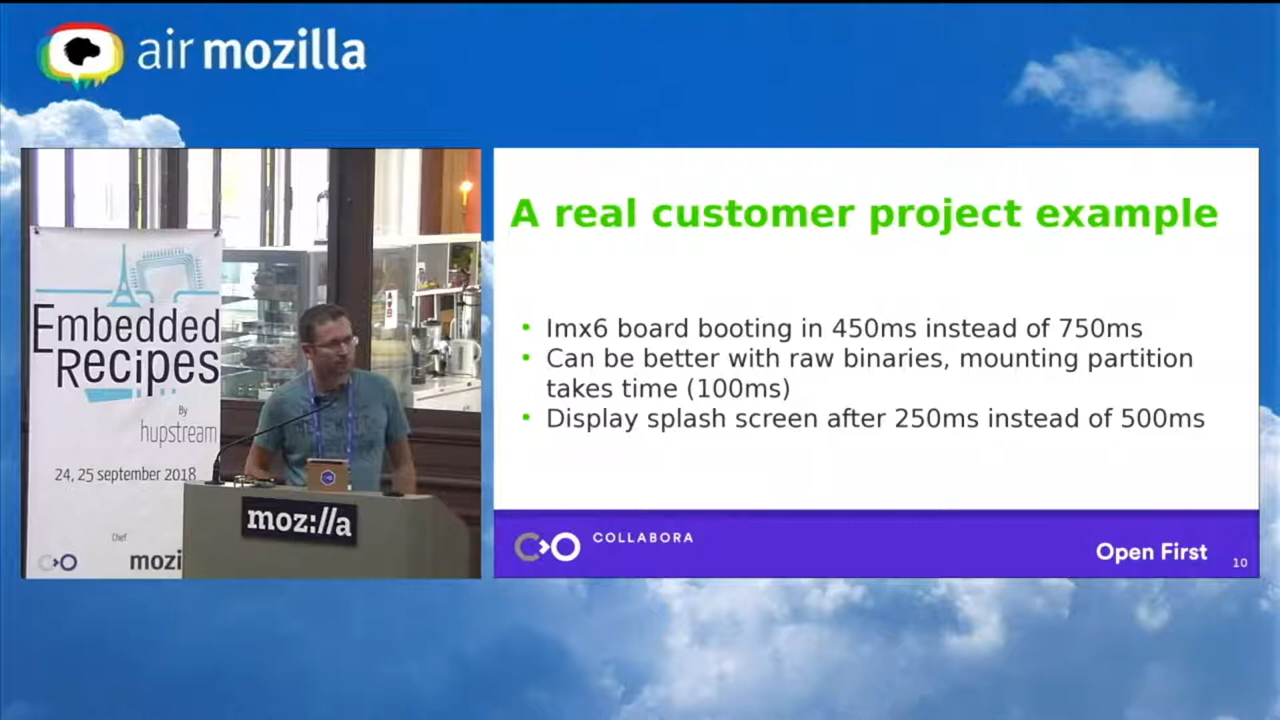 air mozilla
Embedded
Recipes
By
hupstream
24, 25 september 2018
Chef
mozi
moz://a
A real customer project example
• Imx6 board booting in 450ms instead of 750ms
• Can be better with raw binaries, mounting partition
takes time (100ms)
• Display splash screen after 250ms instead of 500ms
COLLABORA
Open First
10